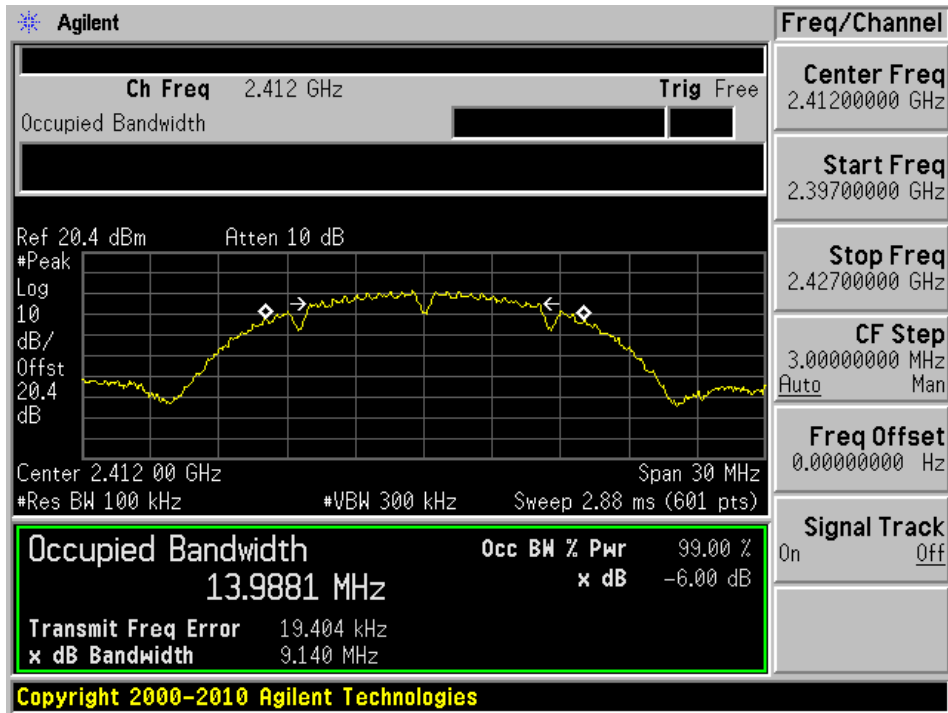 Agilent
Freq/Channel
Ch Freq 2.412 GHz Trig Free
Occupied Bandwidth
Center Freq
2.41200000 GHz
Start Freq
2.39700000 GHz
Stop Freq
2.42700000 GHz
CF Step
3.00000000 MHz
Auto Man
Freq Offset
0.00000000 Hz
Signal Track
On Off
Ref 20.4 dBm Atten 10 dB
#Peak
Log
10
dB/
Offst
20.4
dB
Center 2.412 00 GHz Span 30 MHz
#Res BW 100 kHz #VBW 300 kHz Sweep 2.88 ms (601 pts)
Occupied Bandwidth Occ BW % Pwr 99.00 %
13.9881 MHz x dB -6.00 dB
Transmit Freq Error 19.404 kHz
x dB Bandwidth 9.140 MHz
Copyright 2000-2010 Agilent Technologies